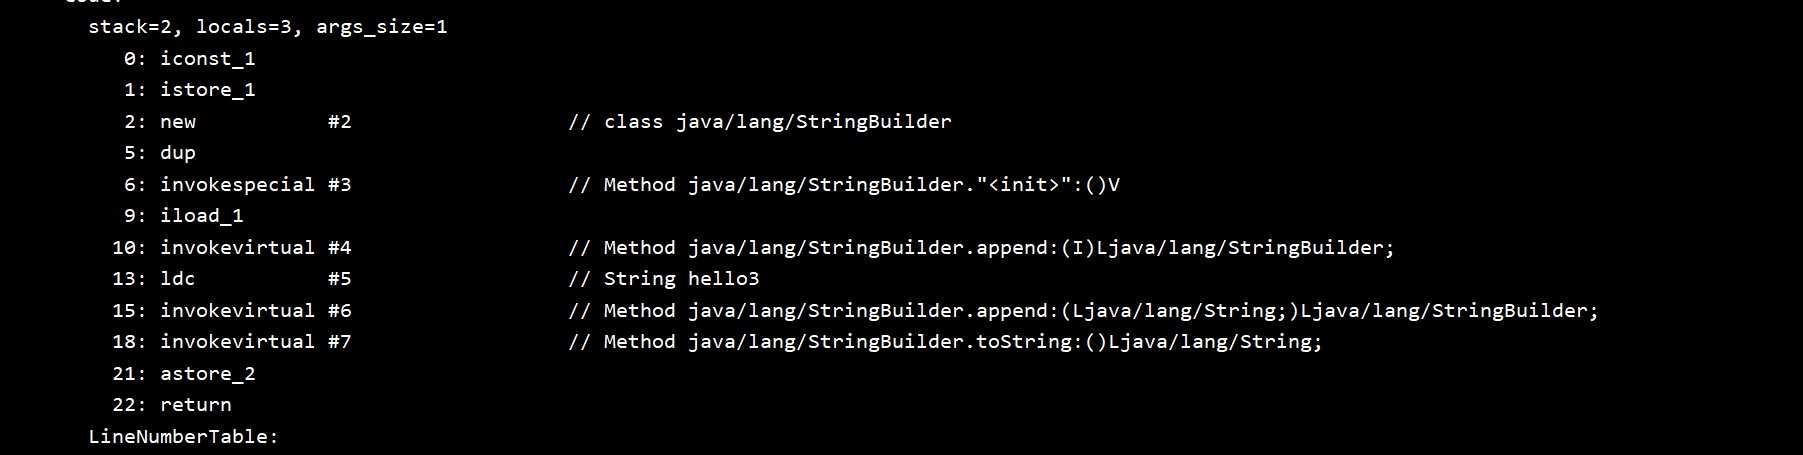 Code:
stack=2, locals=3, args_size=1
0: iconst_1
1: istore_1
2: new #2 // class java/lang/StringBuilder
5: dup
6: invokespecial #3 // Method java/lang/StringBuilder."<init>":()V
9: iload_1
10: invokevirtual #4 // Method java/lang/StringBuilder.append:(I)Ljava/lang/StringBuilder;
13: ldc #5 // String hello3
15: invokevirtual #6 // Method java/lang/StringBuilder.append:(Ljava/lang/String;)Ljava/lang/StringBuilder;
18: invokevirtual #7 // Method java/lang/StringBuilder.toString:()Ljava/lang/String;
21: astore_2
22: return
LineNumberTable: